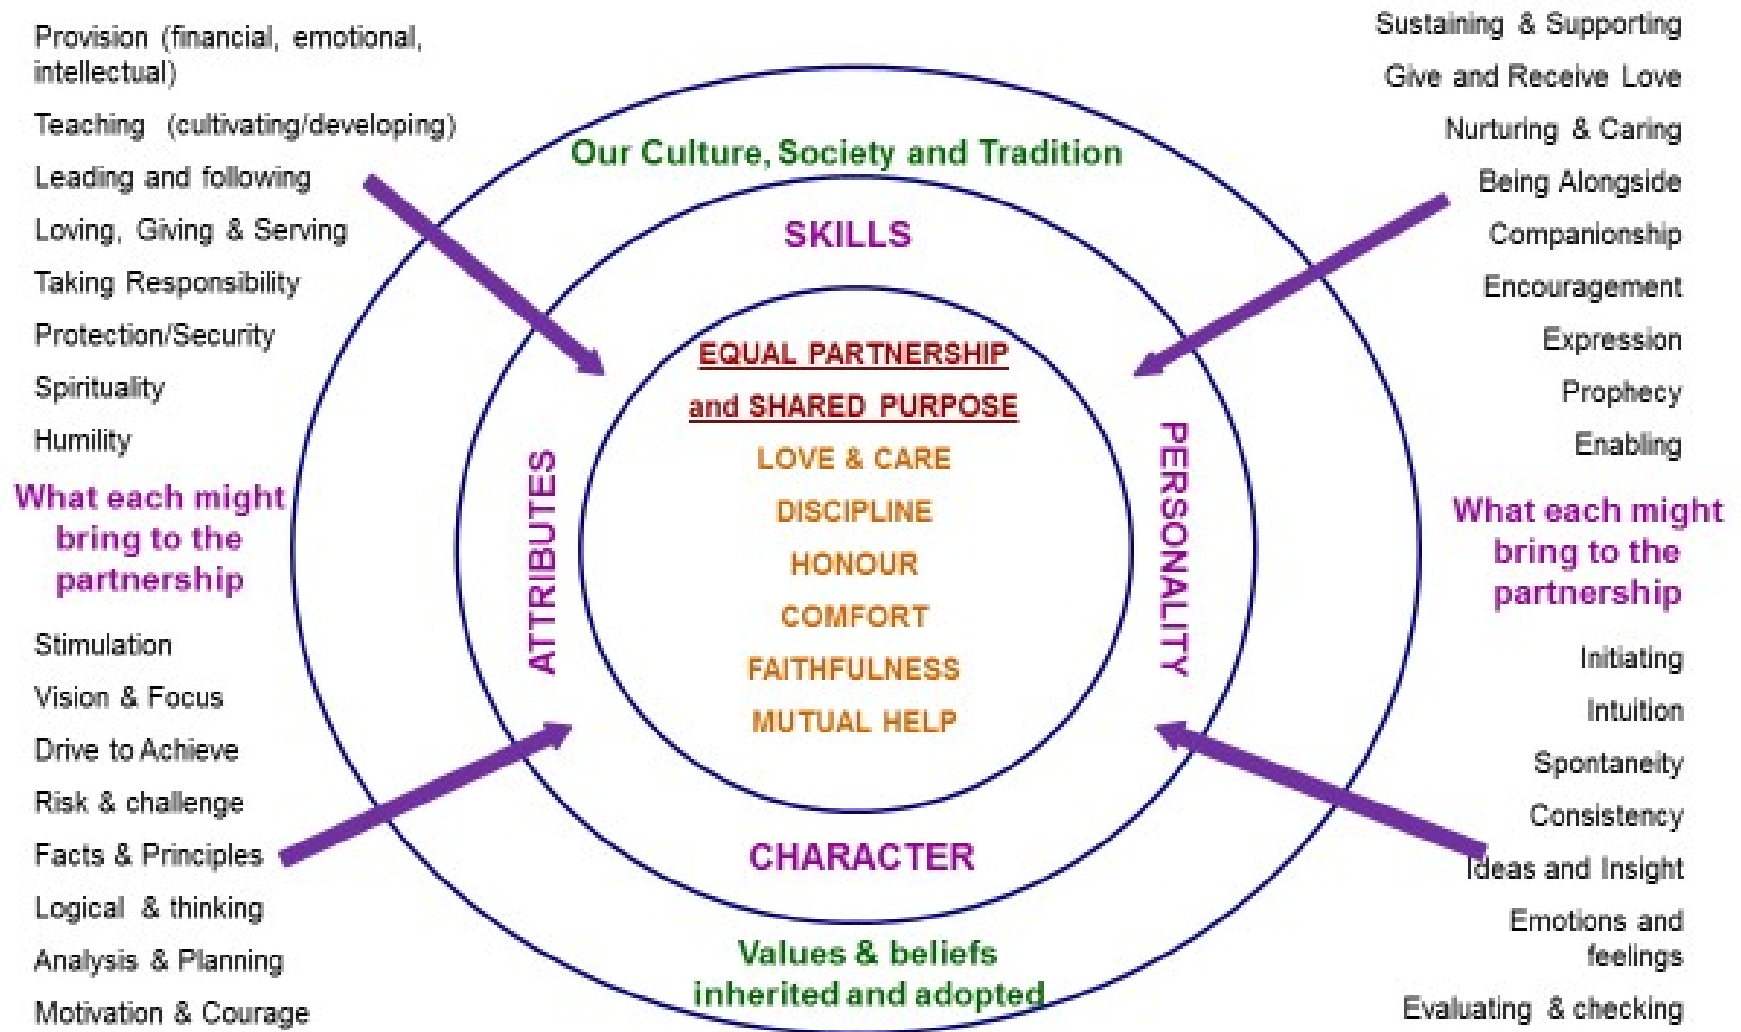 Provision (financial, emotional,
intellectual)
Teaching (cultivating/developing)
Leading and following
Loving, Giving & Serving
Taking Responsibility
Protection/Security
Spirituality
Humility
What each might
bring to the
partnership
Stimulation
Vision & Focus
Drive to Achieve
Risk & challenge
Facts & Principles
Logical & thinking
Analysis & Planning
Motivation & Courage
Our Culture, Society and Tradition
SKILLS
ATTRIBUTES
EQUAL PARTNERSHIP
and SHARED PURPOSE
LOVE & CARE
DISCIPLINE
HONOUR
COMFORT
FAITHFULNESS
MUTUAL HELP
PERSONALITY
CHARACTER
Values & beliefs
inherited and adopted
Sustaining & Supporting
Give and Receive Love
Nurturing & Caring
Being Alongside
Companionship
Encouragement
Expression
Prophecy
Enabling
What each might
bring to the
partnership
Initiating
Intuition
Spontaneity
Consistency
Ideas and Insight
Emotions and
feelings
Evaluating & checking